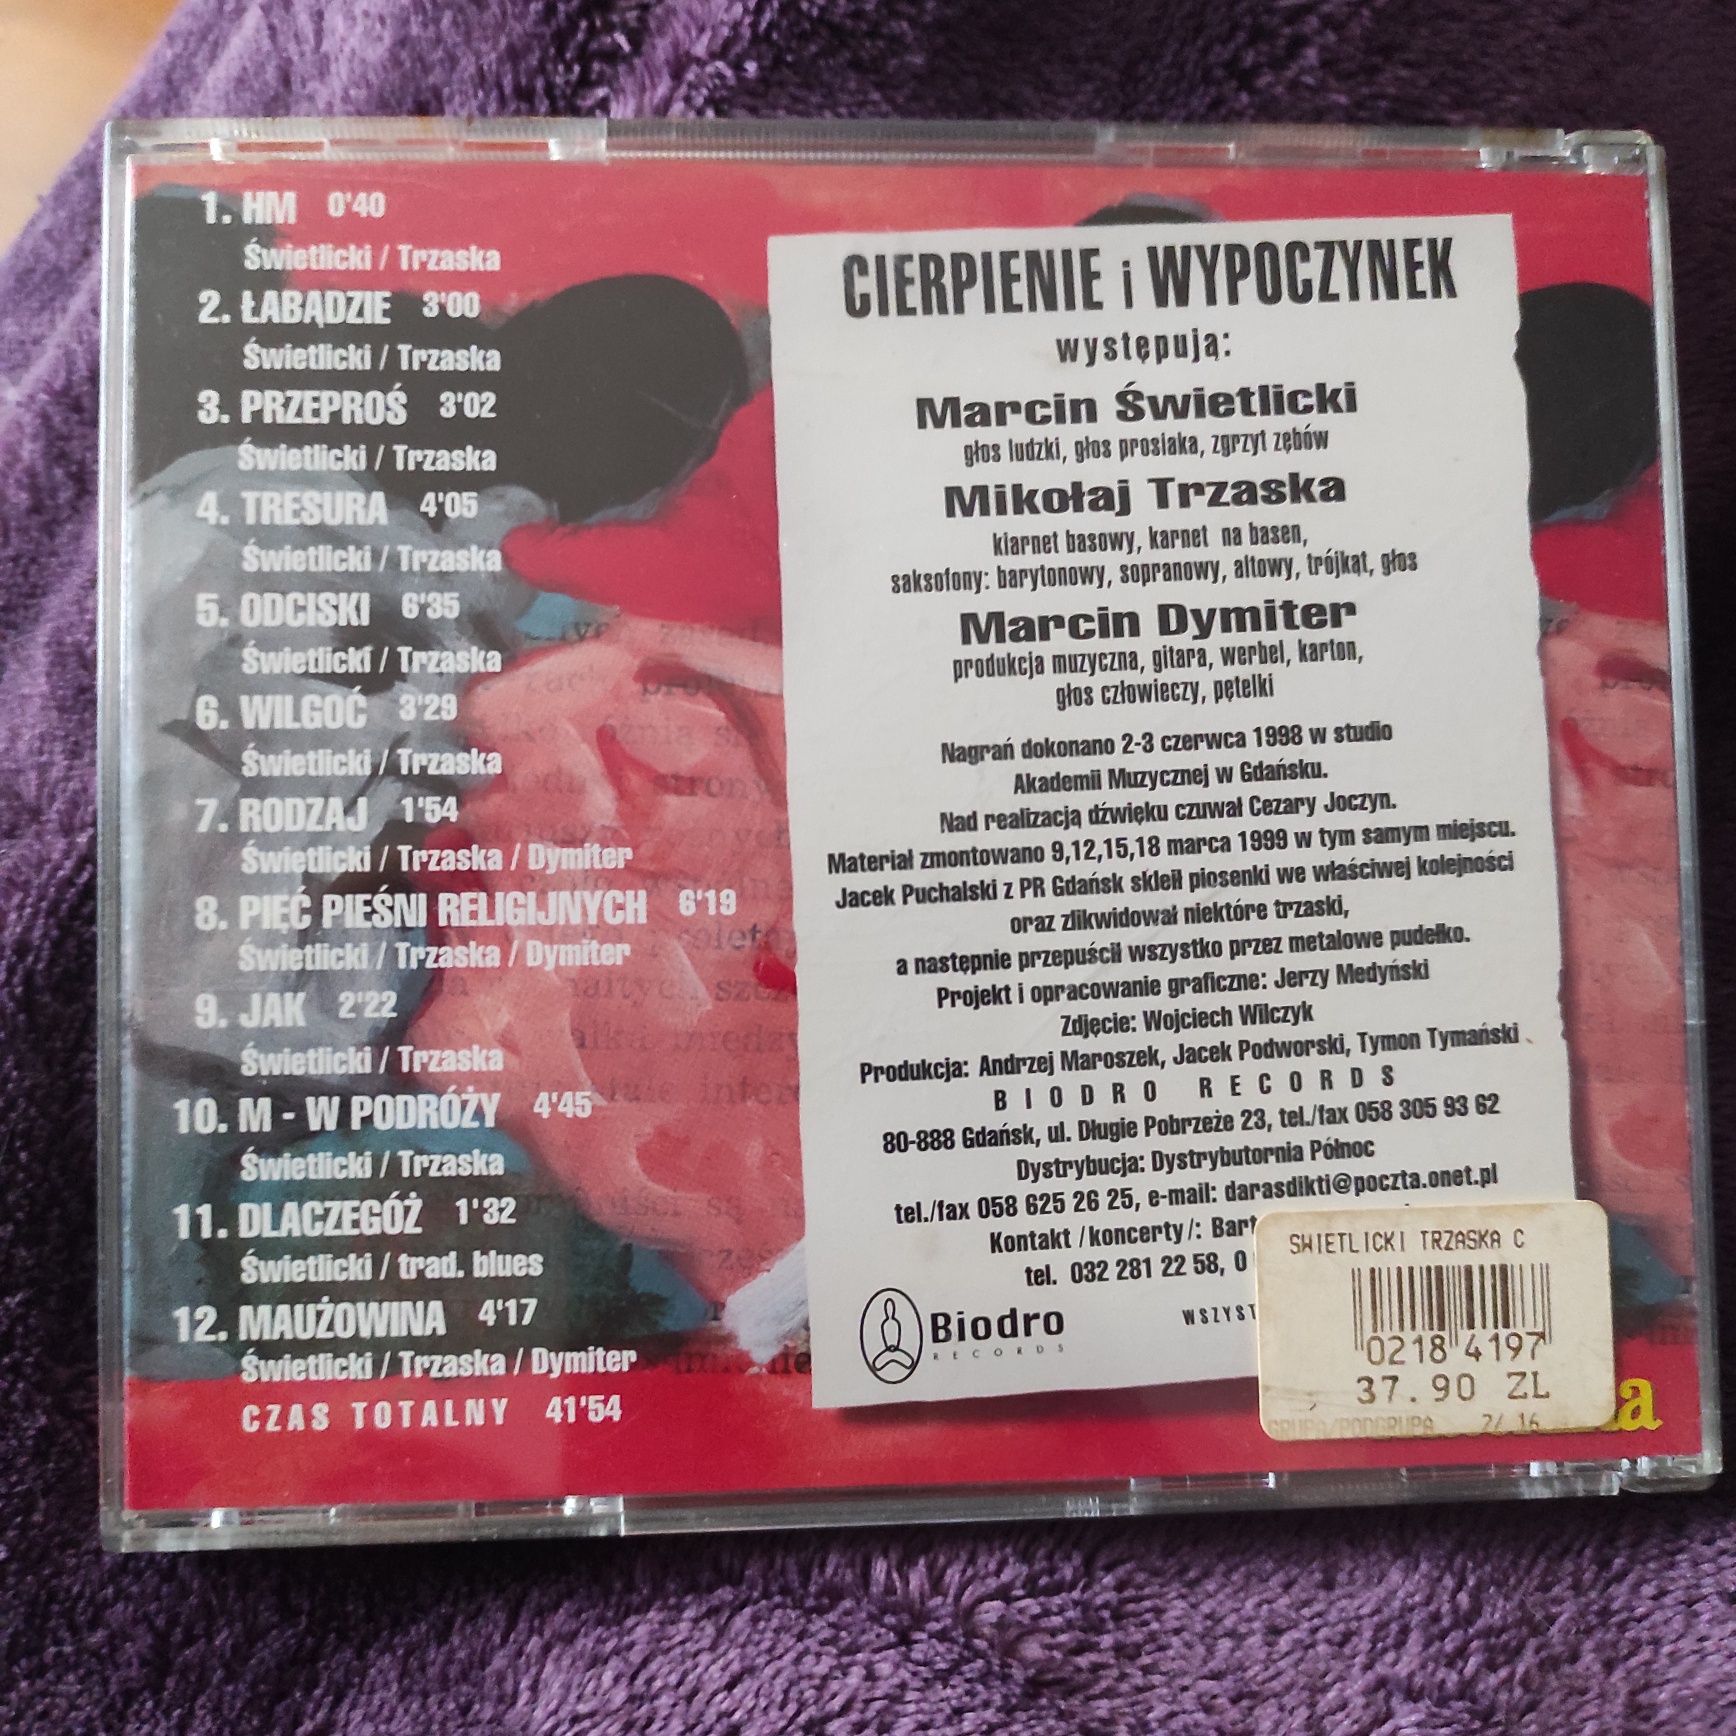 1. HM 0'40
Świetlicki / Trzaska
2. ŁABĄDZIE 3'00
Świetlicki / Trzaska
3. PRZEPROŚ 3'02
Świetlicki / Trzaska
4. TRESURA 4'05
Świetlicki / Trzaska
5. ODCISKI 6'35
Świetlicki / Trzaska
6. WILGOĆ 3'29
Świetlicki / Trzaska
7. RODZAJ 1'54
Świetlicki / Trzaska / Dymiter
8. PIĘĆ PIEŚNI RELIGIJNYCH 6'19
Świetlicki / Trzaska / Dymiter
9. JAK 2'22
Świetlicki / Trzaska
10. M - W PODRÓŻY 4'45
Świetlicki / Trzaska
11. DLACZEGÓŻ 1'32
Świetlicki / trad. blues
12. MAUŻOWINA 4'17
Świetlicki / Trzaska / Dymiter
CZAS TOTALNY 41'54
CIERPIENIE i WYPOCZYNEK
występują:
Marcin Świetlicki
głos ludzki, głos prosiaka, zgrzyt zębów
Mikołaj Trzaska
klarnet basowy, karnet na basen,
saksofony: barytonowy, sopranowy, altowy, trójkąt, głos
Marcin Dymiter
produkcja muzyczna, gitara, werbel, karton,
głos człowieczy, pętelki
Nagrań dokonano 2-3 czerwca 1998 w studio
Akademii Muzycznej w Gdańsku.
Nad realizacją dźwięku czuwał Cezary Joczyn.
Materiał zmontowano 9,12,15,18 marca 1999 w tym samym miejscu.
Jacek Puchalski z PR Gdańsk skleił piosenki we właściwej kolejności
oraz zlikwidował niektóre trzaski,
a następnie przepuścił wszystko przez metalowe pudełko.
Projekt i opracowanie graficzne: Jerzy Medyński
Zdjęcie: Wojciech Wilczyk
Produkcja: Andrzej Maroszek, Jacek Podworski, Tymon Tymański
BIODRO RECORDS
80-888 Gdańsk, ul. Długie Pobrzeże 23, tel./fax 058 305 93 62
Dystrybucja: Dystrybutornia Północ
tel./fax 058 625 26 25, e-mail: darasdikti@poczta.onet.pl
Kontakt /koncerty/: Bart
tel. 032 281 22 58, 0
Biodro
RECORDS
WSZYST
SWIETLICKI TRZASKA C
02184197
37.90 ZL
GRUPA/PODGRUPA 7/ 16
a